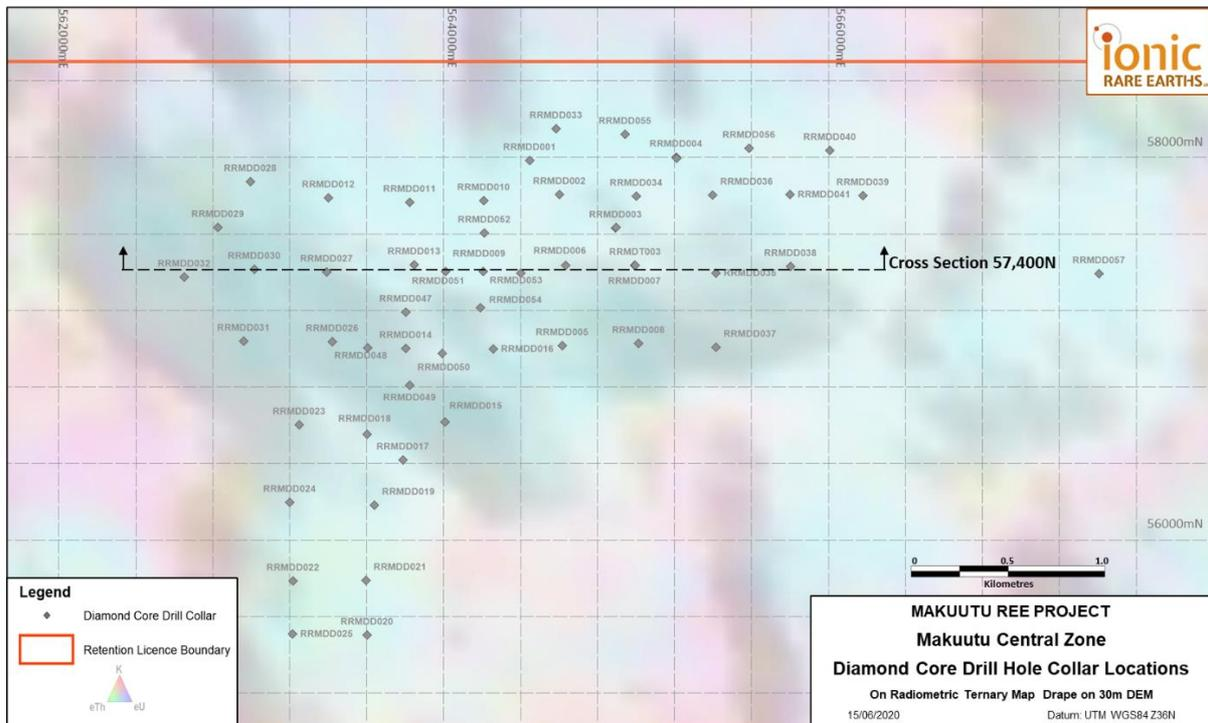 562000mE
564000mE
566000mE
ionic
RARE EARTHS
RRMDD033
RRMDD055
RRMDD001
RRMDD004
RRMDD056
RRMDD040
58000mN
RRMDD028
RRMDD012
RRMDD011
RRMDD010
RRMDD002
RRMDD034
RRMDD036
RRMDD041
RRMDD039
RRMDD029
RRMDD052
RRMDD003
RRMDD032
RRMDD030
RRMDD027
RRMDD013
RRMDD009
RRMDD006
RRMDT003
RRMDD038
Cross Section 57,400N
RRMDD057
RRMDD051
RRMDD053
RRMDD007
RRMDD035
RRMDD047
RRMDD054
RRMDD031
RRMDD026
RRMDD014
RRMDD005
RRMDD008
RRMDD037
RRMDD048
RRMDD050
RRMDD016
RRMDD049
RRMDD015
RRMDD023
RRMDD018
RRMDD017
RRMDD024
RRMDD019
56000mN
RRMDD022
RRMDD021
RRMDD025
RRMDD020
0 0.5 1.0
Kilometres
Legend
Diamond Core Drill Collar
Retention Licence Boundary
K
eTh eU
MAKUUTU REE PROJECT
Makuutu Central Zone
Diamond Core Drill Hole Collar Locations
On Radiometric Ternary Map Drape on 30m DEM
15/06/2020 Datum: UTM WGS84 Z36N